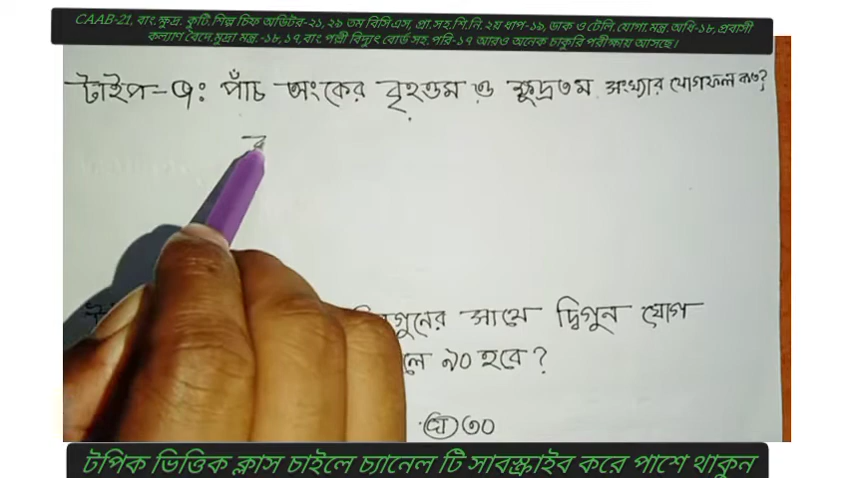 CAAB-21, বাং.ক্ষুদ্র. কুটি.শিল্প চিফ অডিটর-২১, ২৯ তম বিসিএস, প্রা.সহ.শি.নি.২য় ধাপ-১৯, ডাক ও টেলি.যোগা.মন্ত্র.অধি-১৮, প্রবাসী
কল্যাণ বৈদে.মুদ্রা মন্ত্র.-১৮,১৭,বাং.পল্লী বিদ্যুৎ বোর্ড সহ.পরি-১৭ আরও অনেক চাকুরি পরীক্ষায় আসছে।
টাইপ-৭ঃ পাঁচ অংকের বৃহত্তম ও ক্ষুদ্রতম সংখ্যার যোগফল কত?
গুনের সাথে দ্বিগুন যোগ
লে ৯০ হবে?
ঘ ৩০
টপিক ভিত্তিক ক্লাস চাইলে চ্যানেল টি সাবস্ক্রাইব করে পাশে থাকুন